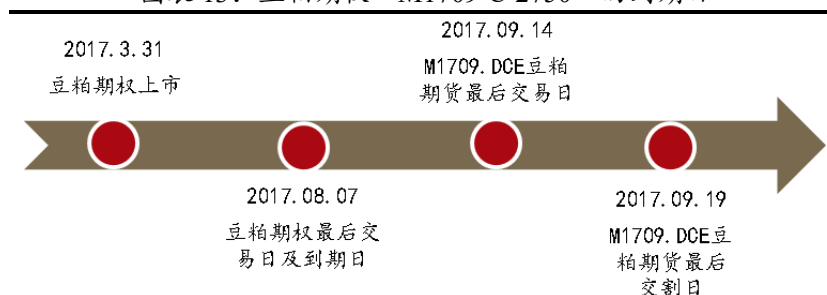 2017.3.31
豆粕期权上市
2017.09.14
M1709.DCE豆粕
期货最后交易日
2017.08.07
豆粕期权最后交
易日及到期日
2017.09.19
M1709.DCE豆
粕期货最后
交割日